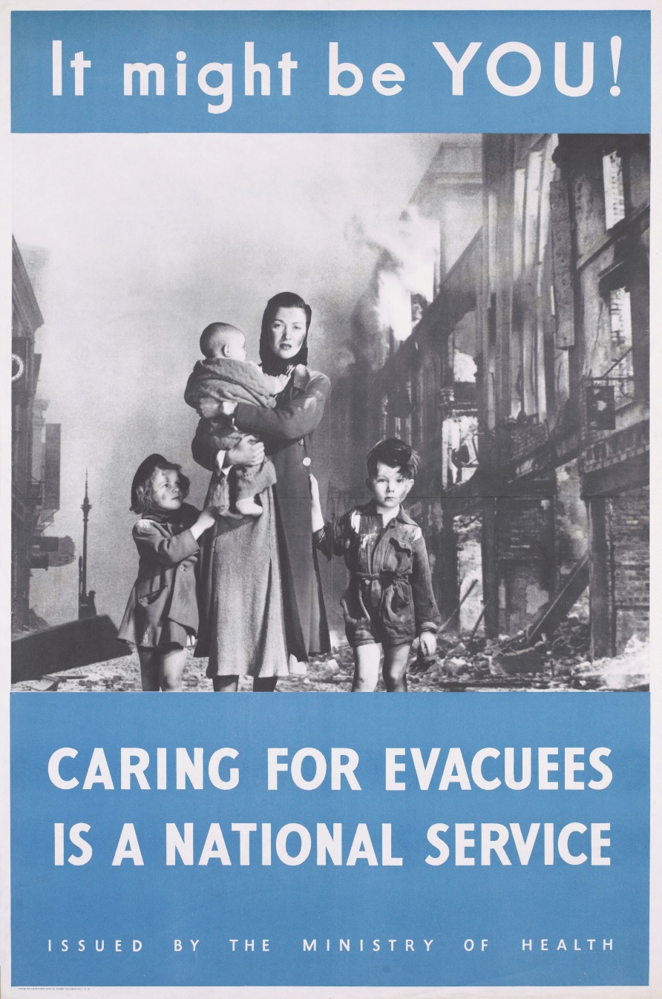 It might be YOU!
CARING FOR EVACUEES
IS A NATIONAL SERVICE
ISSUED BY THE MINISTRY OF HEALTH